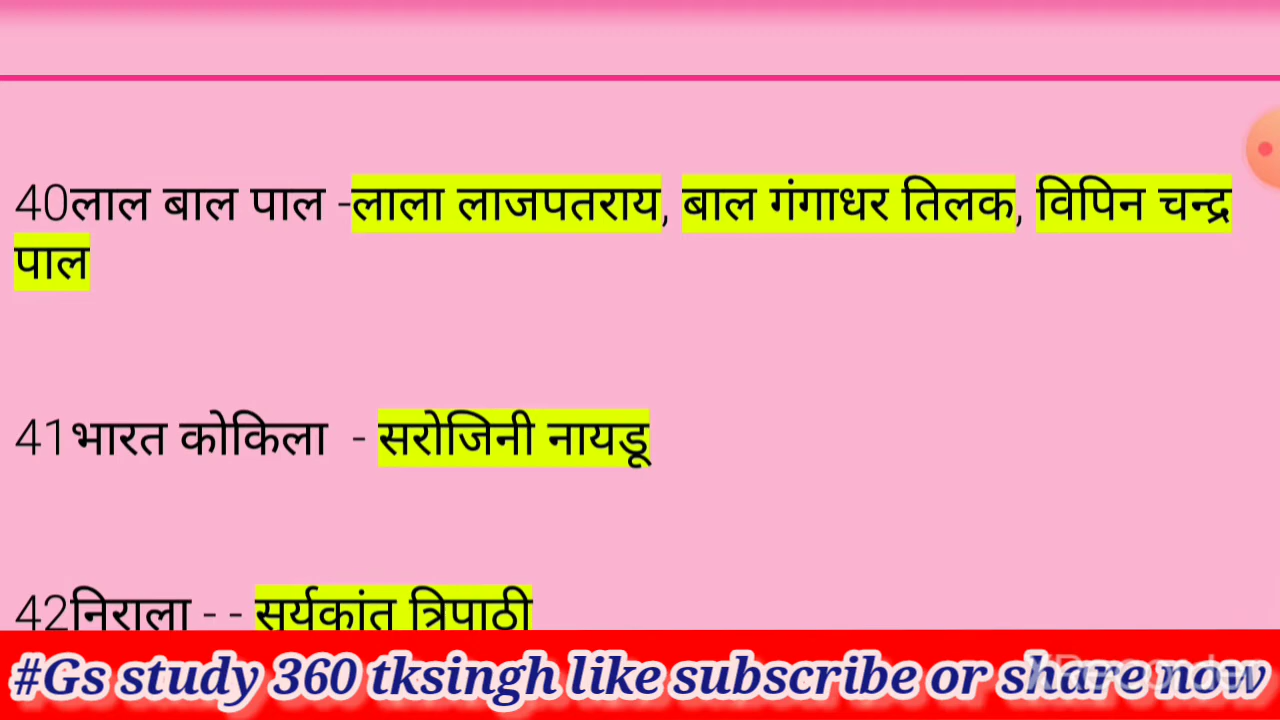 40लाल बाल पाल -लाला लाजपतराय, बाल गंगाधर तिलक, विपिन चन्द्र
पाल
41भारत कोकिला - सरोजिनी नायडू
42निराला - - सूर्यकांत त्रिपाठी
#Gs study 360 tksingh like subscribe or share now
XRecorder